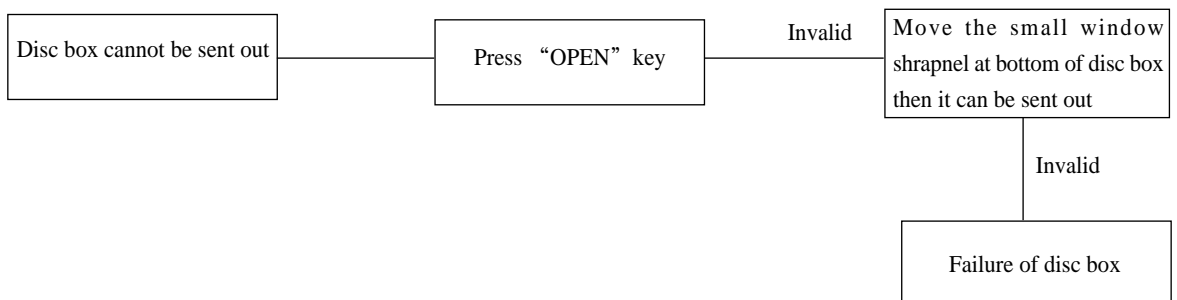 Disc box cannot be sent out
Press “OPEN” key
Invalid
Move the small window
shrapnel at bottom of disc box
then it can be sent out
Invalid
Failure of disc box